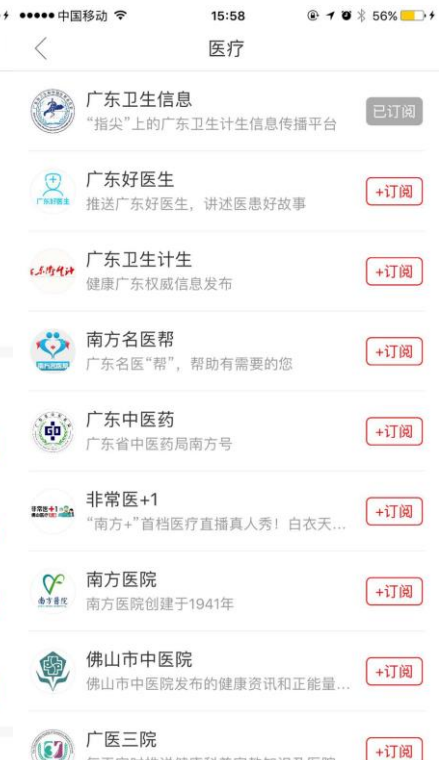 中国移动 15:58 56%
医疗
广东卫生信息
“指尖”上的广东卫生计生信息传播平台
已订阅
广东好医生
推送广东好医生，讲述医患好故事
+订阅
广东卫生计生
健康广东权威信息发布
+订阅
南方名医帮
广东名医“帮”，帮助有需要的您
+订阅
广东中医药
广东省中医药局南方号
+订阅
非常医+1
“南方+”首档医疗直播真人秀！白衣天...
+订阅
南方医院
南方医院创建于1941年
+订阅
佛山市中医院
佛山市中医院发布的健康资讯和正能量...
+订阅
广医三院
+订阅